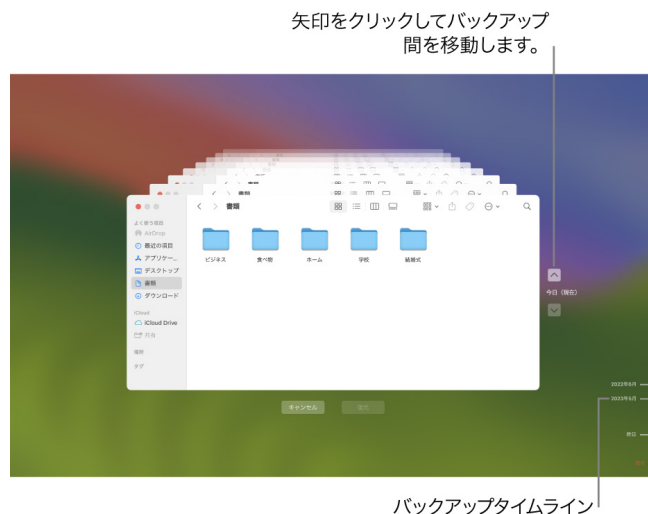 矢印をクリックしてバックアップ
間を移動します。
書類
書類
書類
よく使う項目
AirDrop
最近の項目
アプリケー...
デスクトップ
書類
ダウンロード
iCloud
iCloud Drive
共有
場所
タグ
ビジネス
食べ物
ホーム
学校
結婚式
今日（現在）
キャンセル
復元
2022年6月
2023年5月
昨日
バックアップタイムライン